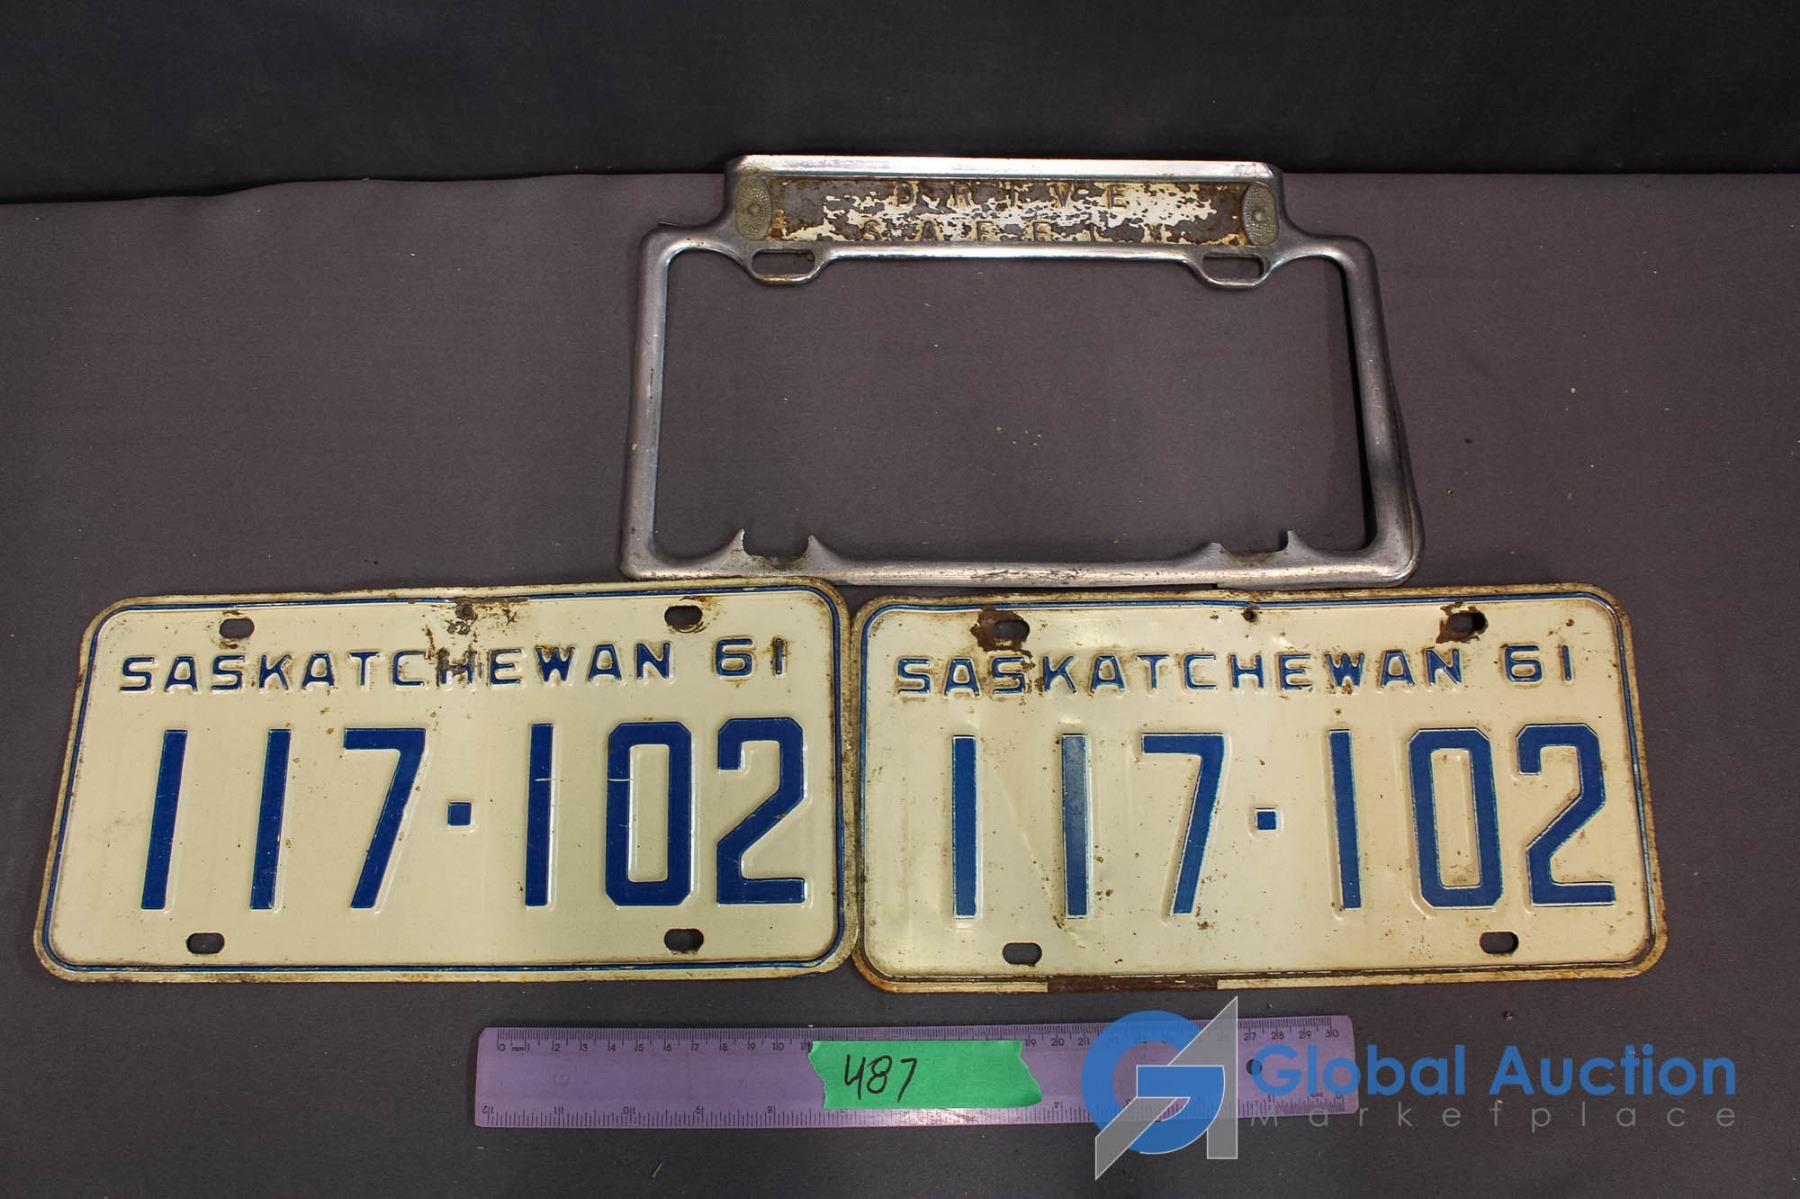 DRIVE
SAFELY
SASKATCHEWAN 61
117·102
SASKATCHEWAN 61
117·102
487
Global Auction
Marketplace